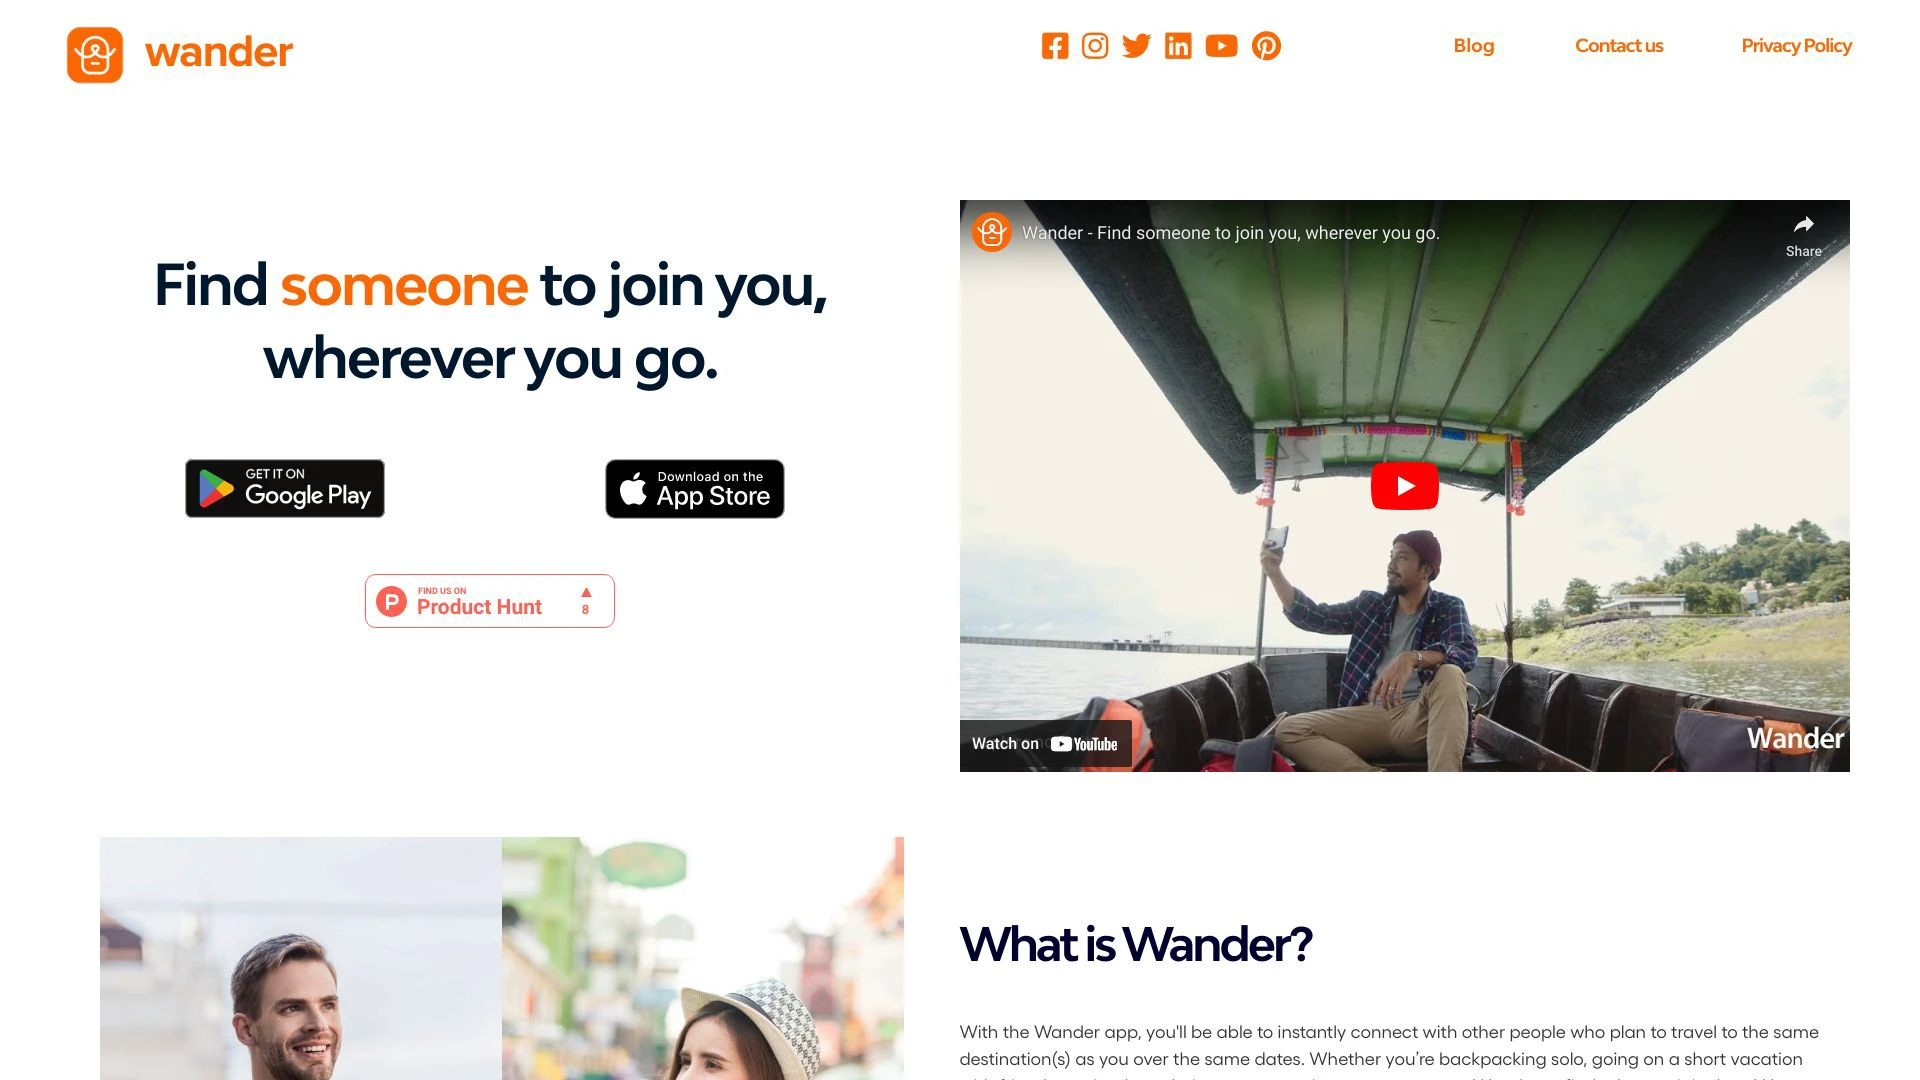 wander
Blog
Contact us
Privacy Policy
Find someone to join you,
wherever you go.
GET IT ON
Google Play
Download on the
App Store
FIND US ON
Product Hunt
8
Wander - Find someone to join you, wherever you go.
Share
Watch on YouTube
Wander
What is Wander?
With the Wander app, you'll be able to instantly connect with other people who plan to travel to the same
destination(s) as you over the same dates. Whether you’re backpacking solo, going on a short vacation